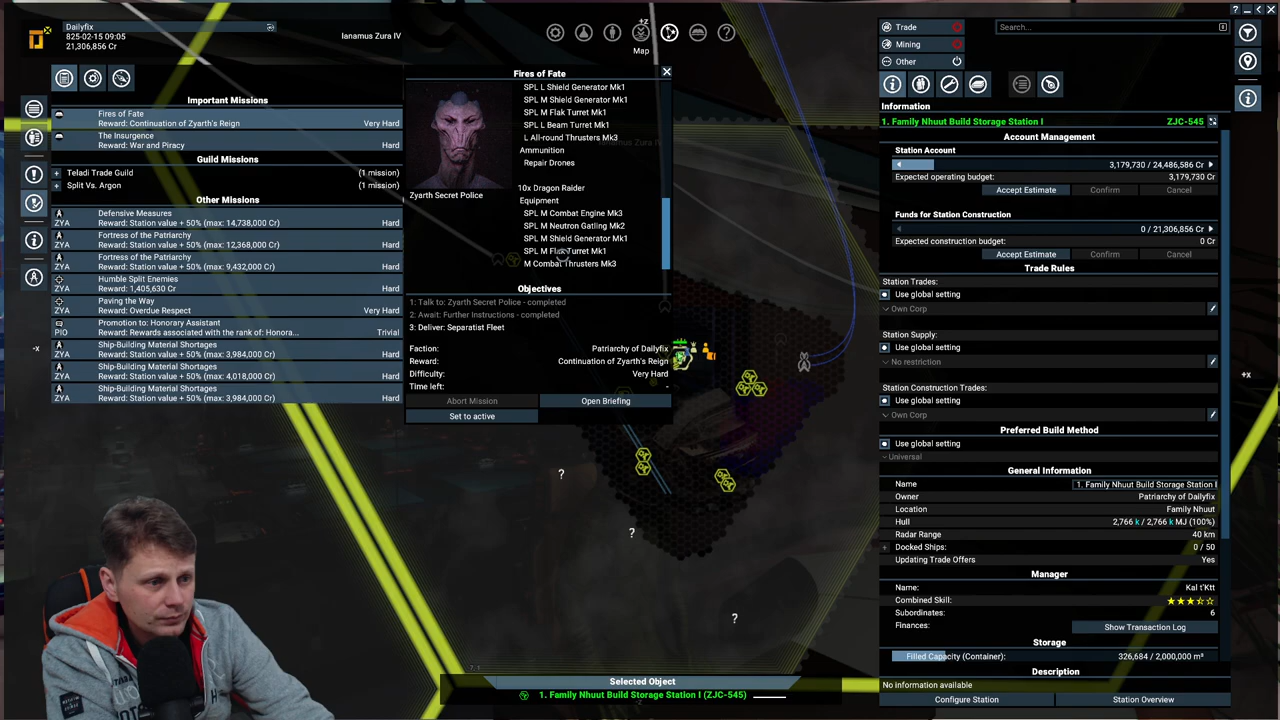 Dailyfix
825-02-15 09:05
21,306,856 Cr
Ianamus Zura IV
+Z
Map
Important Missions
Fires of Fate
Reward: Continuation of Zyarth's Reign Very Hard
The Insurgence
Reward: War and Piracy Hard
Guild Missions
+ Teladi Trade Guild (1 mission)
+ Split Vs. Argon (1 mission)
Other Missions
Defensive Measures
ZYA Reward: Station value + 50% (max: 14,738,000 Cr) Hard
Fortress of the Patriarchy
ZYA Reward: Station value + 50% (max: 12,368,000 Cr) Hard
Fortress of the Patriarchy
ZYA Reward: Station value + 50% (max: 9,432,000 Cr) Hard
Humble Split Enemies
ZYA Reward: 1,405,630 Cr Hard
Paving the Way
ZYA Reward: Overdue Respect Very Hard
Promotion to: Honorary Assistant
PIO Reward: Rewards associated with the rank of: Honora... Trivial
Ship-Building Material Shortages
ZYA Reward: Station value + 50% (max: 3,984,000 Cr) Hard
Ship-Building Material Shortages
ZYA Reward: Station value + 50% (max: 4,018,000 Cr) Hard
Ship-Building Material Shortages
ZYA Reward: Station value + 50% (max: 3,984,000 Cr) Hard
-X
Fires of Fate
SPL L Shield Generator Mk1
SPL M Shield Generator Mk1
SPL M Flak Turret Mk1
SPL L Beam Turret Mk1
L All-round Thrusters Mk3
Ammunition
Repair Drones
Zyarth Secret Police
10x Dragon Raider
Equipment
SPL M Combat Engine Mk3
SPL M Neutron Gatling Mk2
SPL M Shield Generator Mk1
SPL M Flak Turret Mk1
M Combat Thrusters Mk3
Objectives
1: Talk to: Zyarth Secret Police - completed
2: Await: Further Instructions - completed
3: Deliver: Separatist Fleet
Faction: Patriarchy of Dailyfix
Reward: Continuation of Zyarth's Reign
Difficulty: Very Hard
Time left: -
Abort Mission Open Briefing
Set to active
?
?
?
Selected Object
1. Family Nhuut Build Storage Station I (ZJC-545)
Trade
Mining
Other
Search...
Information
1. Family Nhuut Build Storage Station I ZJC-545
Account Management
Station Account
3,179,730 / 24,486,586 Cr
Expected operating budget: 3,179,730 Cr
Accept Estimate Confirm Cancel
Funds for Station Construction
0 / 21,306,856 Cr
Expected construction budget: 0 Cr
Accept Estimate Confirm Cancel
Trade Rules
Station Trades:
Use global setting
Own Corp
Station Supply:
Use global setting
No restriction
Station Construction Trades:
Use global setting
Own Corp
Preferred Build Method
Use global setting
Universal
General Information
Name 1. Family Nhuut Build Storage Station I
Owner Patriarchy of Dailyfix
Location Family Nhuut
Hull 2,766 k / 2,766 k MJ (100%)
Radar Range 40 km
+ Docked Ships: 0 / 50
Updating Trade Offers Yes
Manager
Name: Kal t'Ktt
Combined Skill:
Subordinates: 6
Finances: Show Transaction Log
Storage
Filled Capacity (Container): 326,684 / 2,000,000 m³
Description
No information available
Configure Station Station Overview
+X